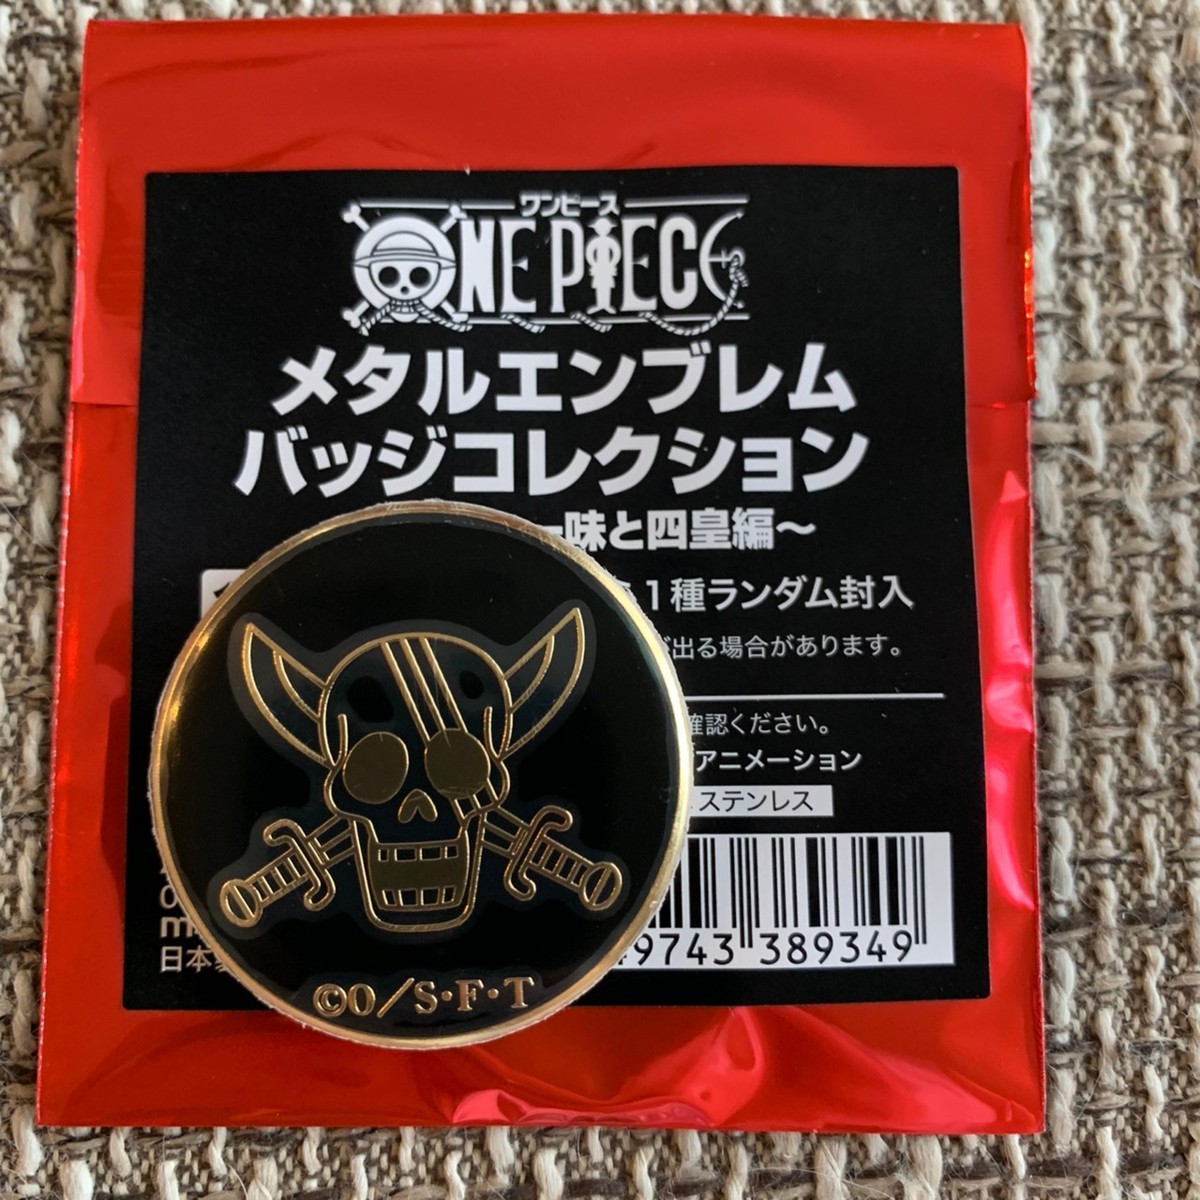 ワンピース
ONE PIECE
メタルエンブレム
バッジコレクション
味と四皇編～
1種ランダム封入
出る場合があります。
確認ください。
アニメーション
ステンレス
9743 389349
日本
©O/S・F・T